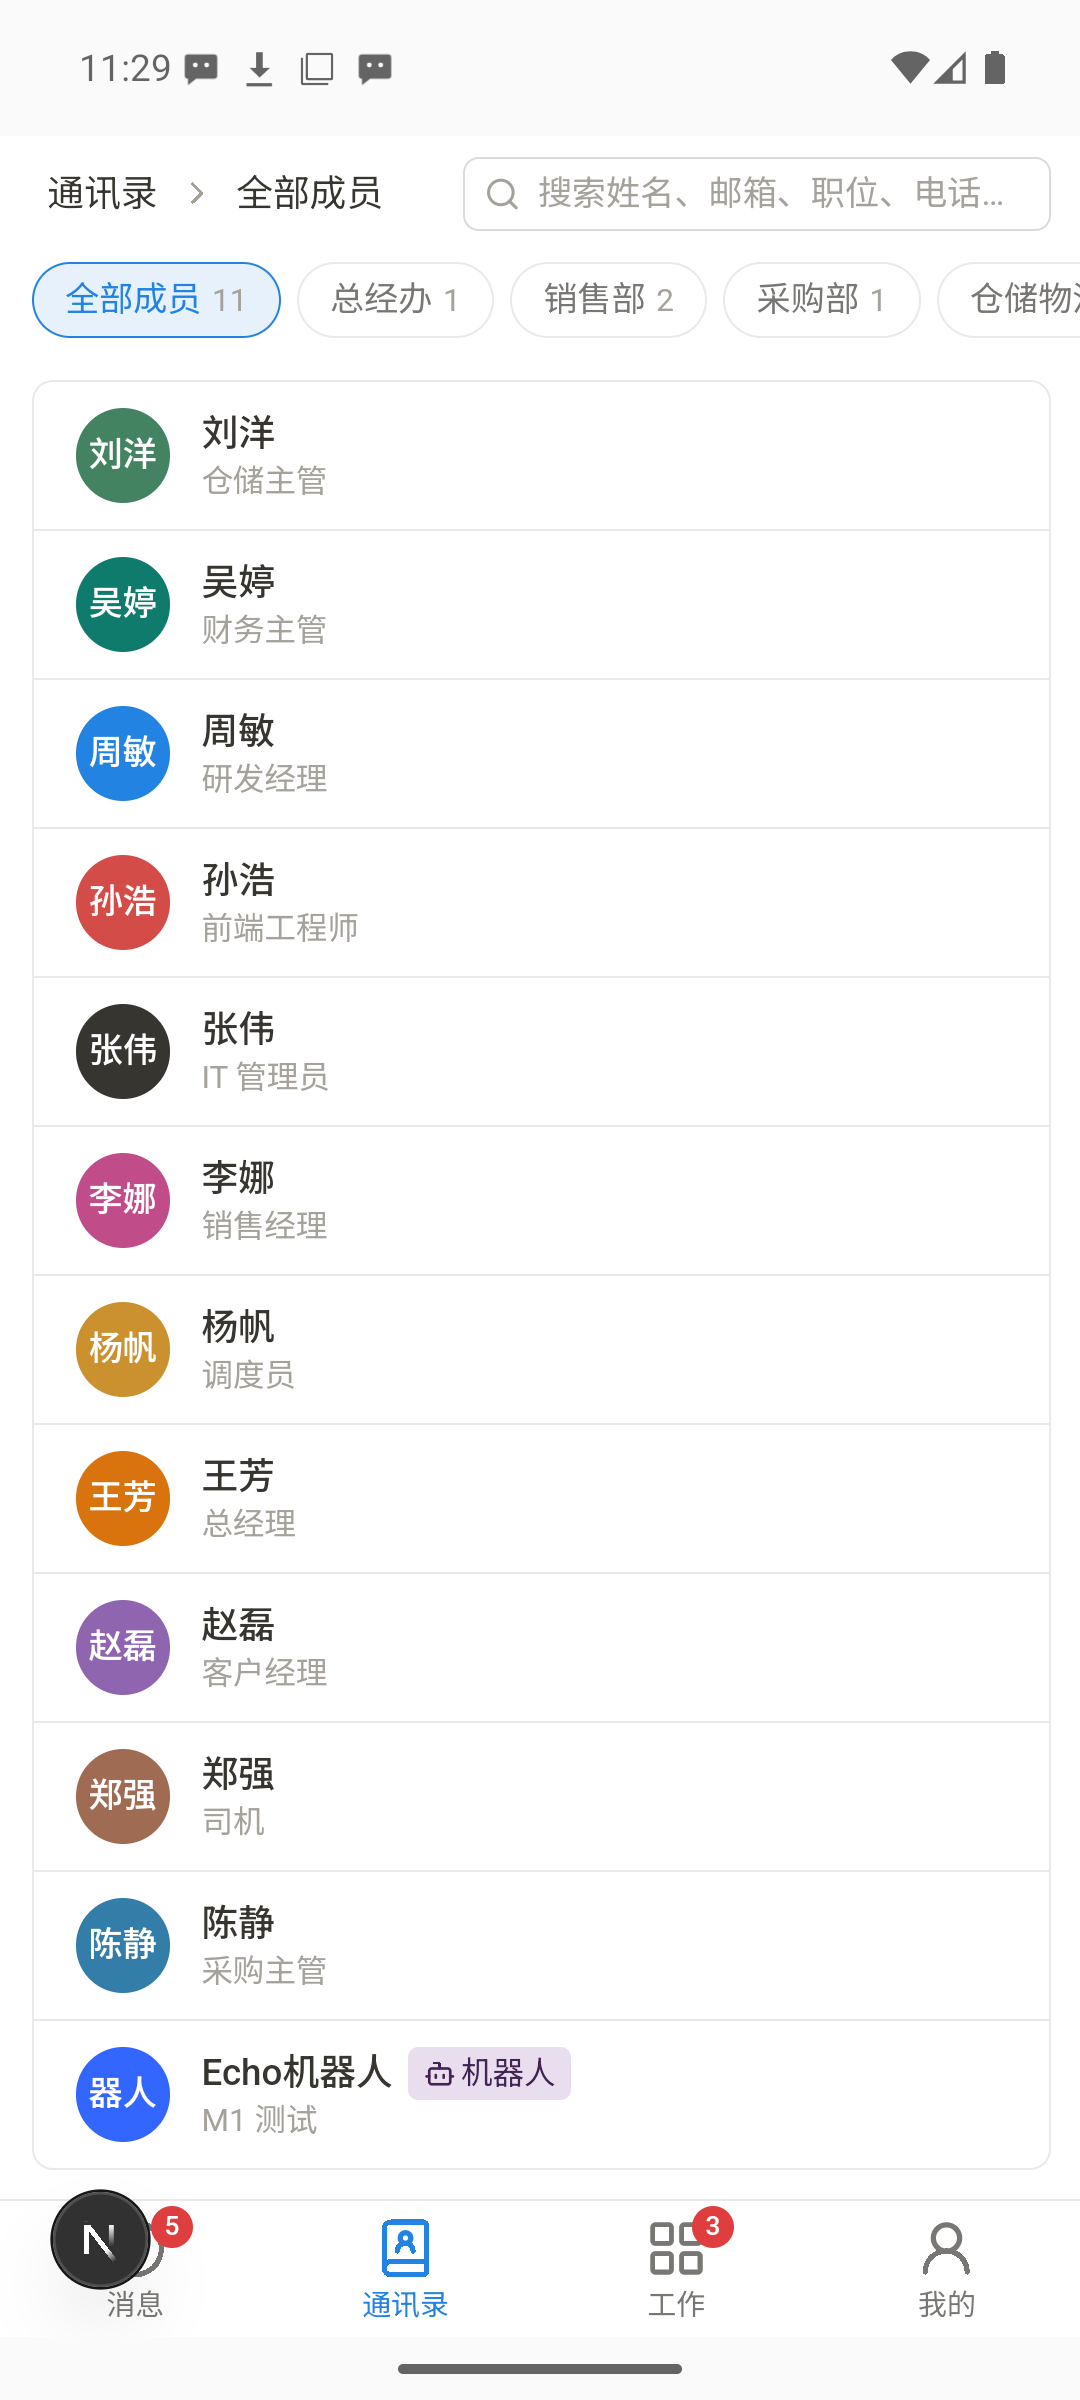 11:29
通讯录 > 全部成员
搜索姓名、邮箱、职位、电话...
全部成员 11
总经办 1
销售部 2
采购部 1
仓储物
刘洋
刘洋
仓储主管
吴婷
吴婷
财务主管
周敏
周敏
研发经理
孙浩
孙浩
前端工程师
张伟
张伟
IT 管理员
李娜
李娜
销售经理
杨帆
杨帆
调度员
王芳
王芳
总经理
赵磊
赵磊
客户经理
郑强
郑强
司机
陈静
陈静
采购主管
器人
Echo机器人
机器人
M1 测试
N
5
3
消息
通讯录
工作
我的